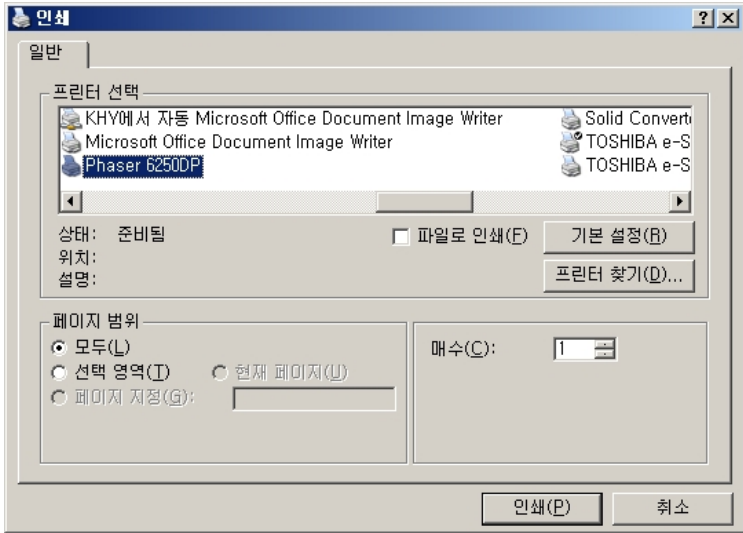 인쇄
일반
프린터 선택
KHY에서 자동 Microsoft Office Document Image Writer
Solid Converte
Microsoft Office Document Image Writer
TOSHIBA e-S
Phaser 6250DP
TOSHIBA e-S
상태: 준비됨
파일로 인쇄(F)
기본 설정(R)
위치:
설명:
프린터 찾기(D)...
페이지 범위
모두(L)
매수(C): 1
선택 영역(T) 현재 페이지(U)
페이지 지정(G):
인쇄(P) 취소